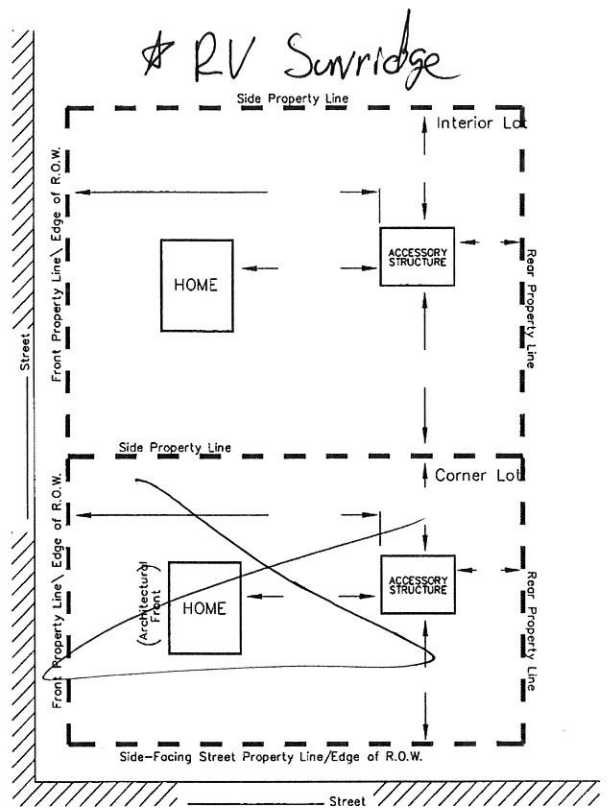 * RV Sunridge
Side Property Line
Interior Lot
Front Property Line\ Edge of R.O.W.
HOME
ACCESSORY
STRUCTURE
Rear Property Line
Street
Side Property Line
Corner Lot
Front Property Line\ Edge of R.O.W.
(Architectural
Front)
HOME
ACCESSORY
STRUCTURE
Rear Property Line
Side-Facing Street Property Line/Edge of R.O.W.
Street